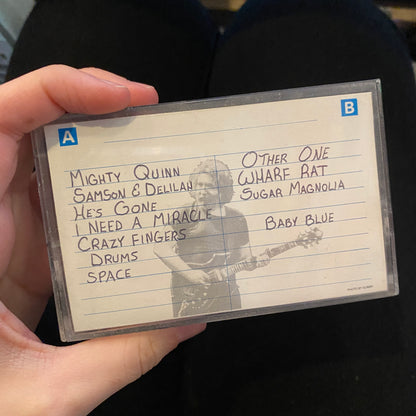 A
B
MIGHTY QUINN
SAMSON & DELILAH
HE'S GONE
I NEED A MIRACLE
CRAZY FINGERS
DRUMS
SPACE
OTHER ONE
WHARF RAT
SUGAR MAGNOLIA
BABY BLUE